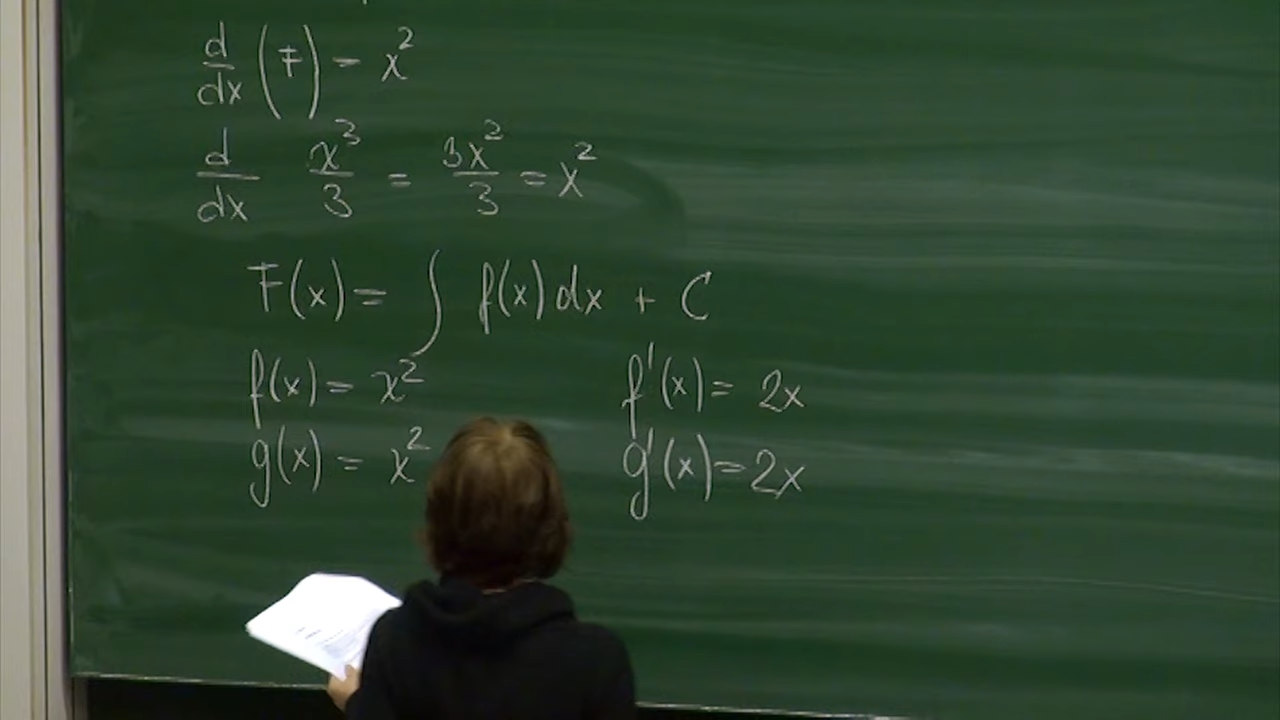 d/dx (F) = x²
d/dx x³/3 = 3x²/3 = x²
F(x) = ∫ f(x) dx + C
f(x) = x² f'(x) = 2x
g(x) = x² g'(x) = 2x